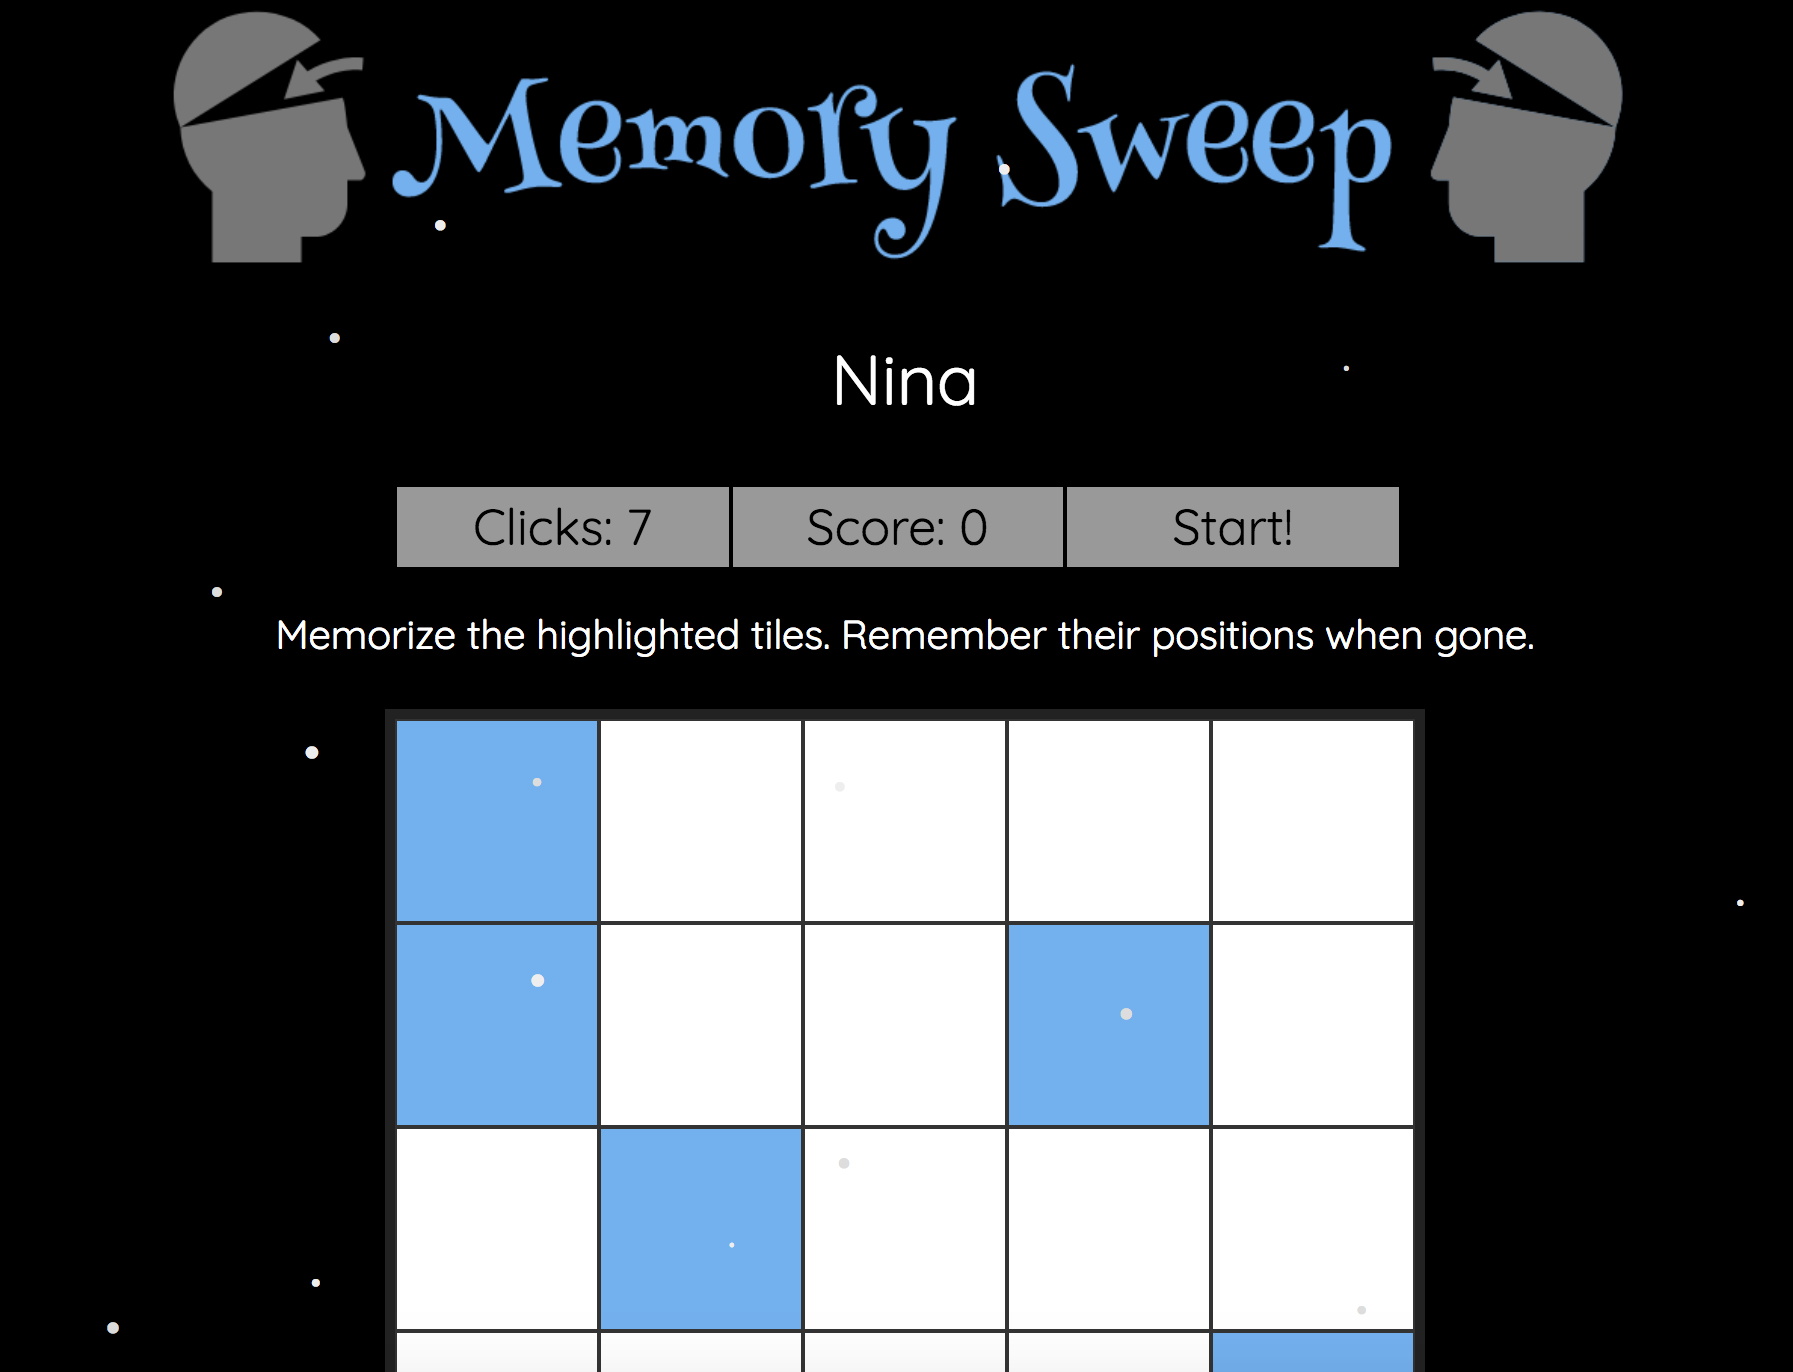 Memory Sweep
Nina
Clicks: 7 Score: 0 Start!
Memorize the highlighted tiles. Remember their positions when gone.